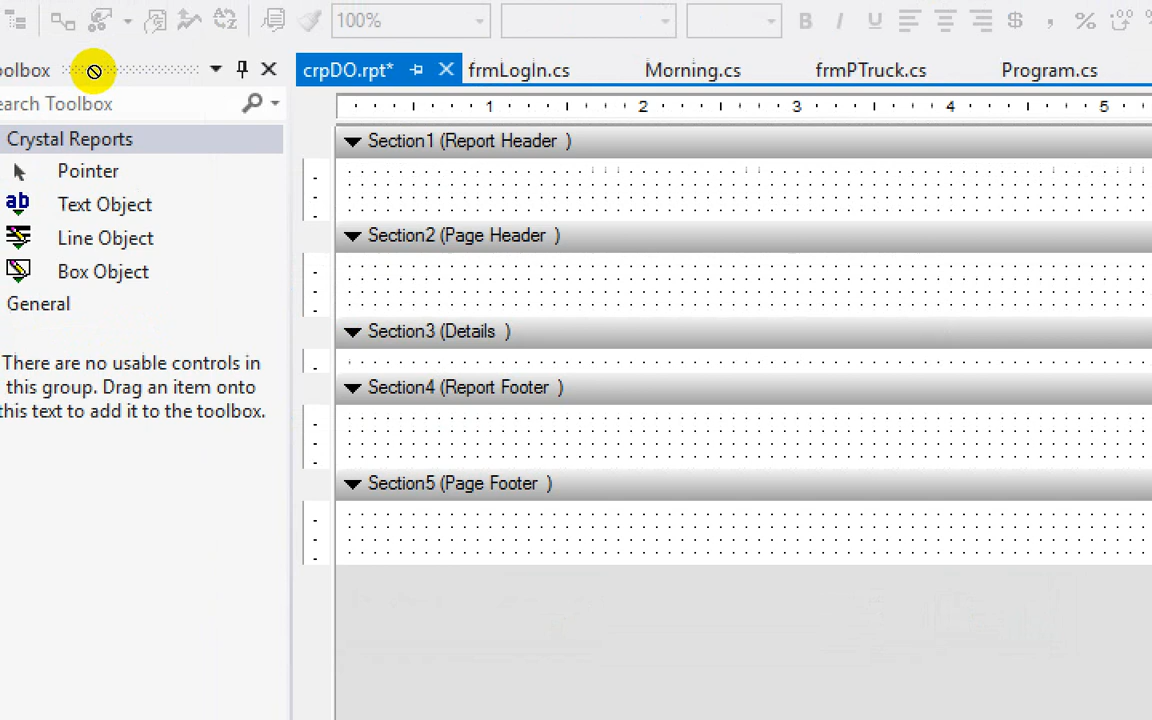 100% B I U $ , %
oolbox crpDO.rpt* frmLogIn.cs Morning.cs frmPTruck.cs Program.cs
earch Toolbox 1 2 3 4 5
Crystal Reports Section1 (Report Header )
Pointer
ab Text Object
Line Object Section2 (Page Header )
Box Object
General
Section3 (Details )
There are no usable controls in
this group. Drag an item onto Section4 (Report Footer )
this text to add it to the toolbox.
Section5 (Page Footer )